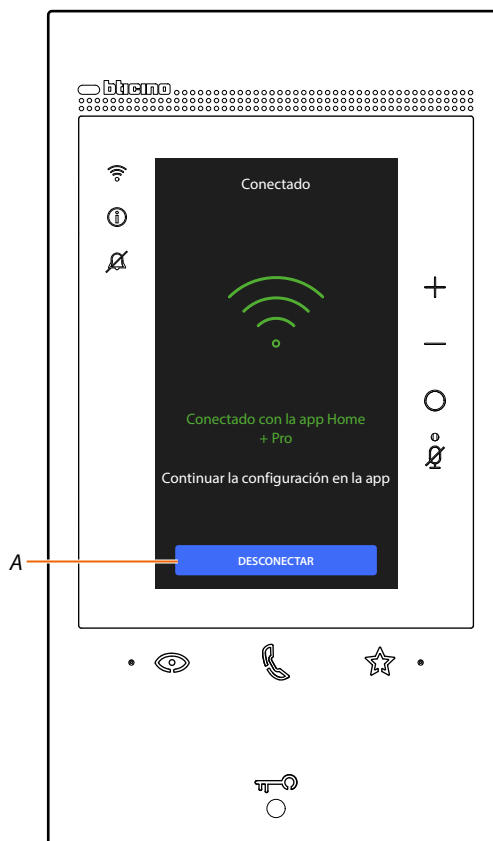 bticino
Conectado
Conectado con la app Home
+ Pro
Continuar la configuración en la app
A
DESCONECTAR